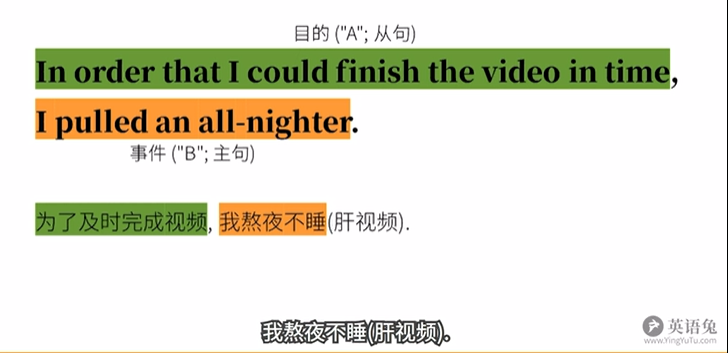 目的 ("A"; 从句)
In order that I could finish the video in time,
I pulled an all-nighter.
事件 ("B"; 主句)
为了及时完成视频, 我熬夜不睡(肝视频).
我熬夜不睡(肝视频).
英语兔
www.YingYuTu.com